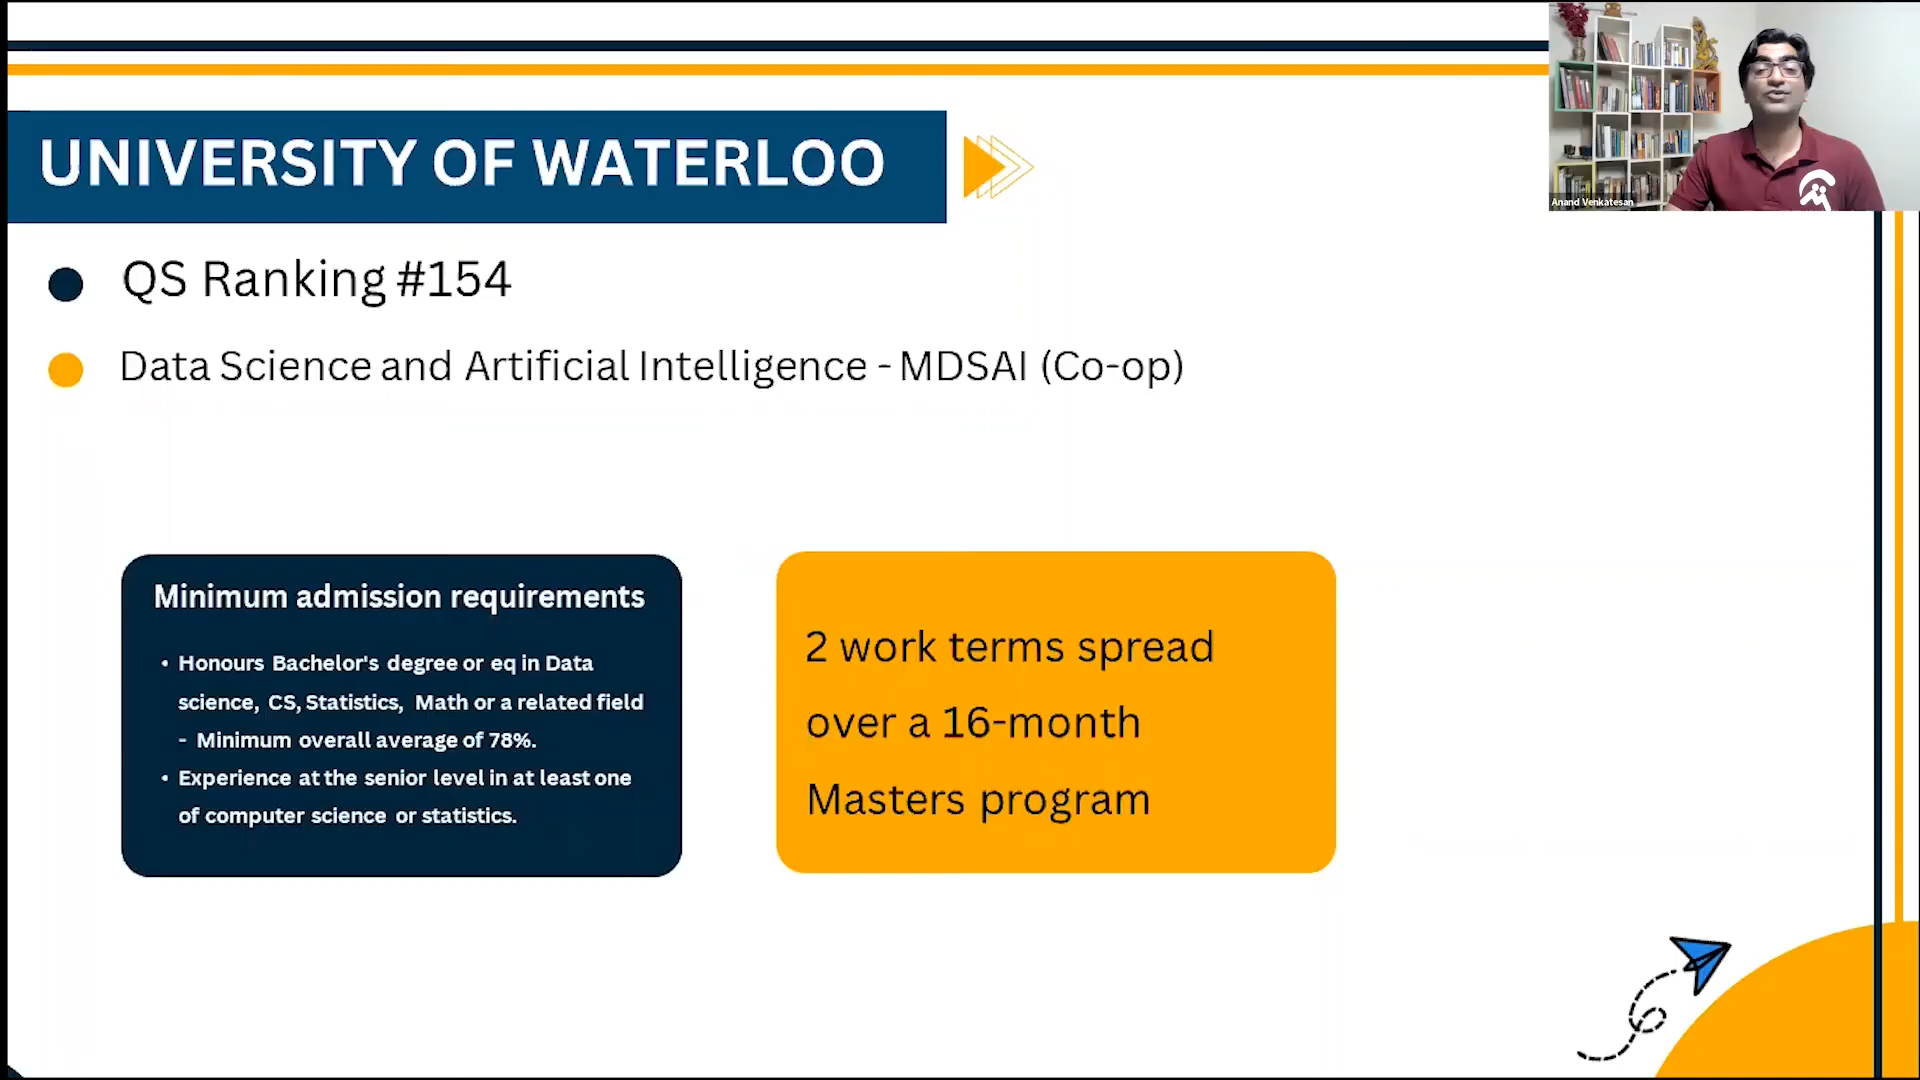 UNIVERSITY OF WATERLOO
Anand Venkatesan
QS Ranking #154
Data Science and Artificial Intelligence - MDSAI (Co-op)
Minimum admission requirements
• Honours Bachelor's degree or eq in Data
science, CS, Statistics, Math or a related field
- Minimum overall average of 78%.
• Experience at the senior level in at least one
of computer science or statistics.
2 work terms spread
over a 16-month
Masters program